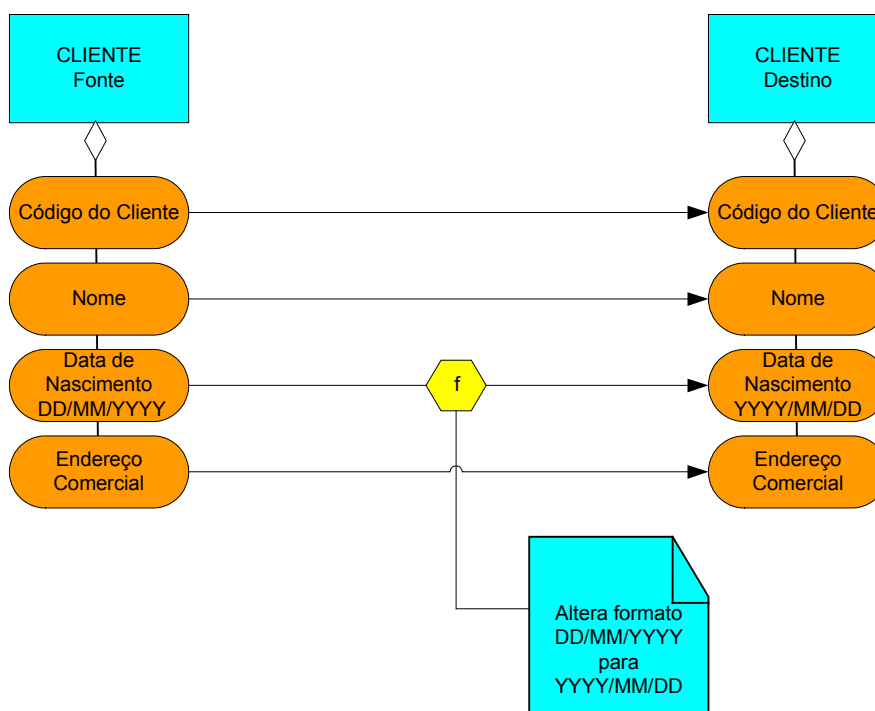 CLIENTE
Fonte
CLIENTE
Destino
Código do Cliente
Código do Cliente
Nome
Nome
Data de
Nascimento
DD/MM/YYYY
f
Data de
Nascimento
YYYY/MM/DD
Endereço
Comercial
Endereço
Comercial
Altera formato
DD/MM/YYYY
para
YYYY/MM/DD